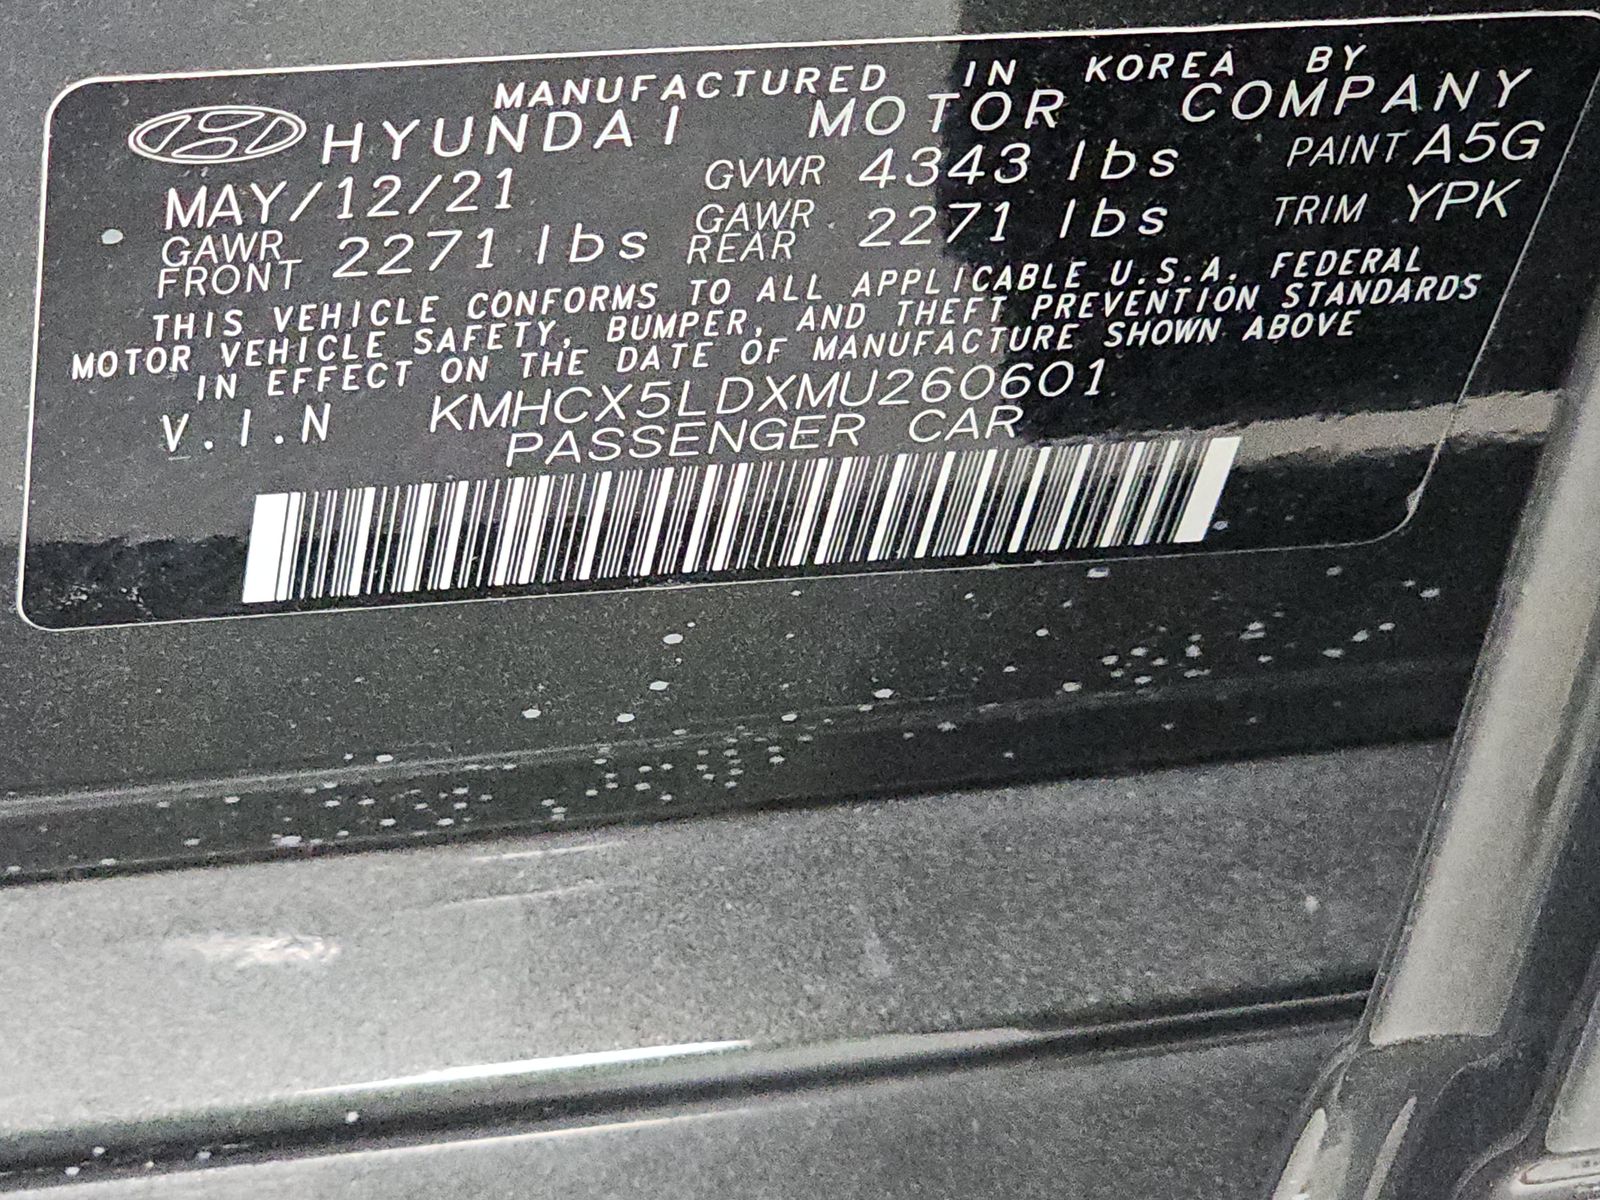 MANUFACTURED IN KOREA BY
HYUNDAI MOTOR COMPANY
MAY/12/21 GVWR 4343 lbs PAINT A5G
GAWR FRONT 2271 lbs GAWR REAR 2271 lbs TRIM YPK
THIS VEHICLE CONFORMS TO ALL APPLICABLE U.S.A. FEDERAL
MOTOR VEHICLE SAFETY, BUMPER, AND THEFT PREVENTION STANDARDS
IN EFFECT ON THE DATE OF MANUFACTURE SHOWN ABOVE
V.I.N KMHCX5LDXMU260601
PASSENGER CAR